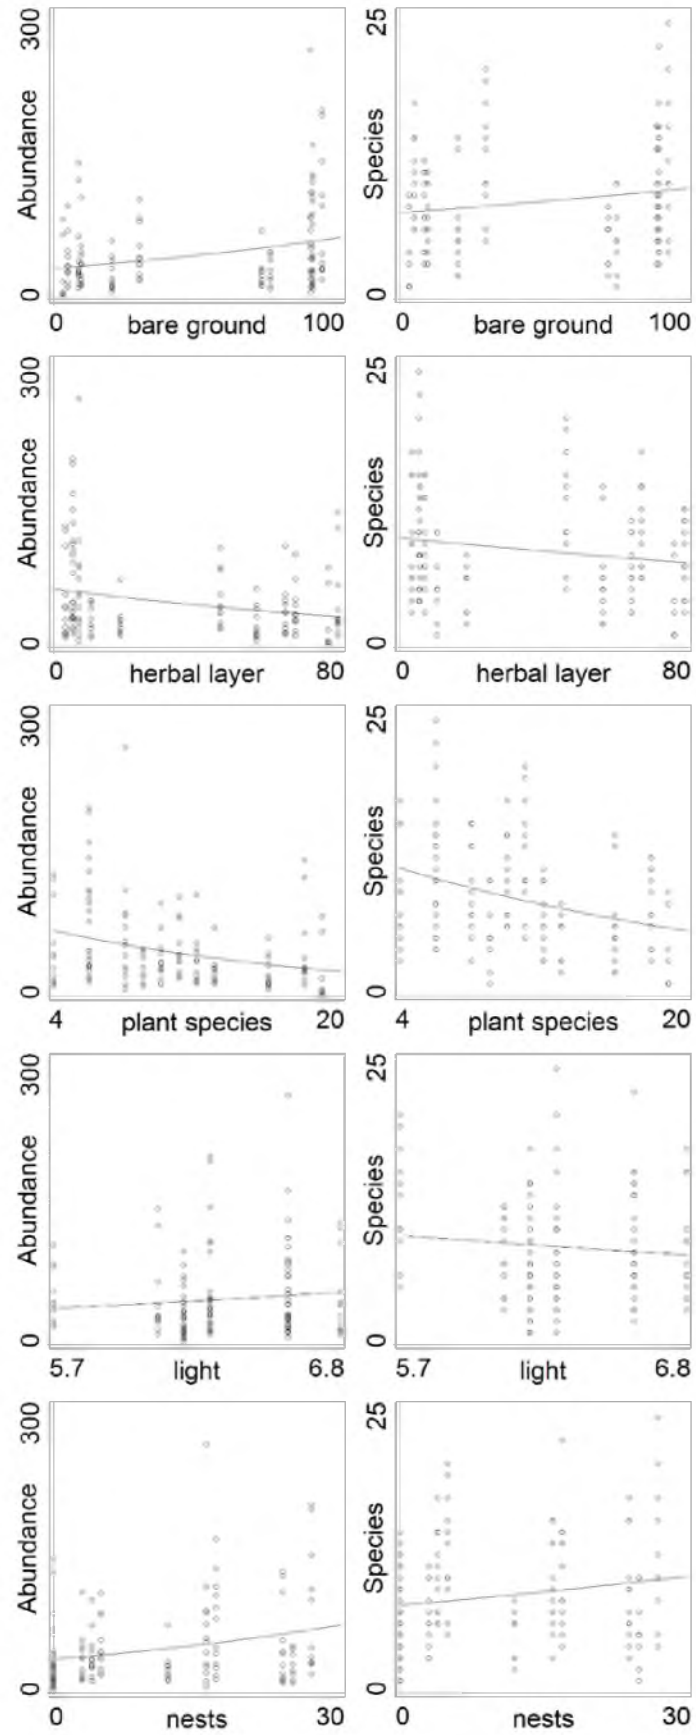 300
Abundance
0
0 bare ground 100
25
Species
0
0 bare ground 100
300
Abundance
0
0 herbal layer 80
25
Species
0
0 herbal layer 80
300
Abundance
0
4 plant species 20
25
Species
0
4 plant species 20
300
Abundance
0
5.7 light 6.8
25
Species
0
5.7 light 6.8
300
Abundance
0
0 nests 30
25
Species
0
0 nests 30